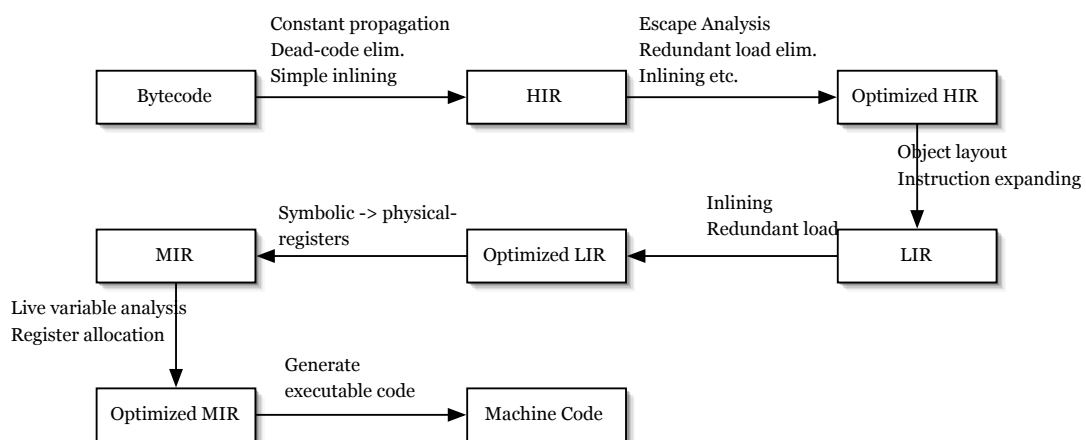 Constant propagation
Dead-code elim.
Simple inlining
Escape Analysis
Redundant load elim.
Inlining etc.
Bytecode
HIR
Optimized HIR
Object layout
Instruction expanding
Symbolic -> physical-
registers
Inlining
Redundant load
MIR
Optimized LIR
LIR
Live variable analysis
Register allocation
Generate
executable code
Optimized MIR
Machine Code